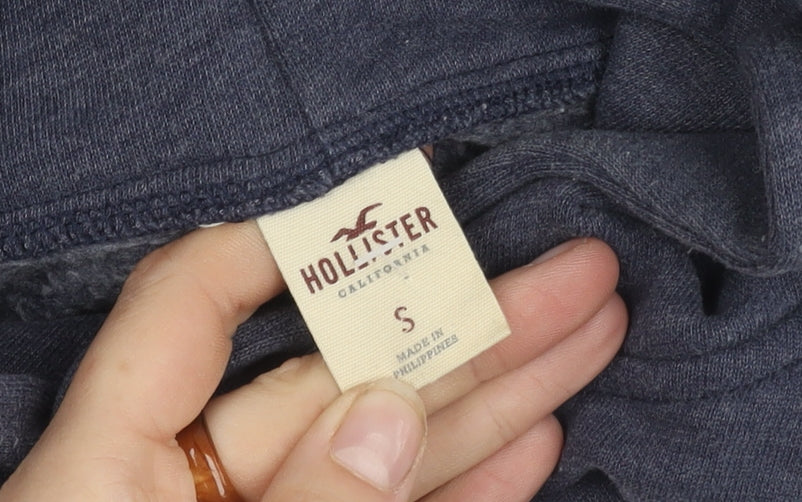 HOLLISTER
CALIFORNIA
S
MADE IN
PHILIPPINES